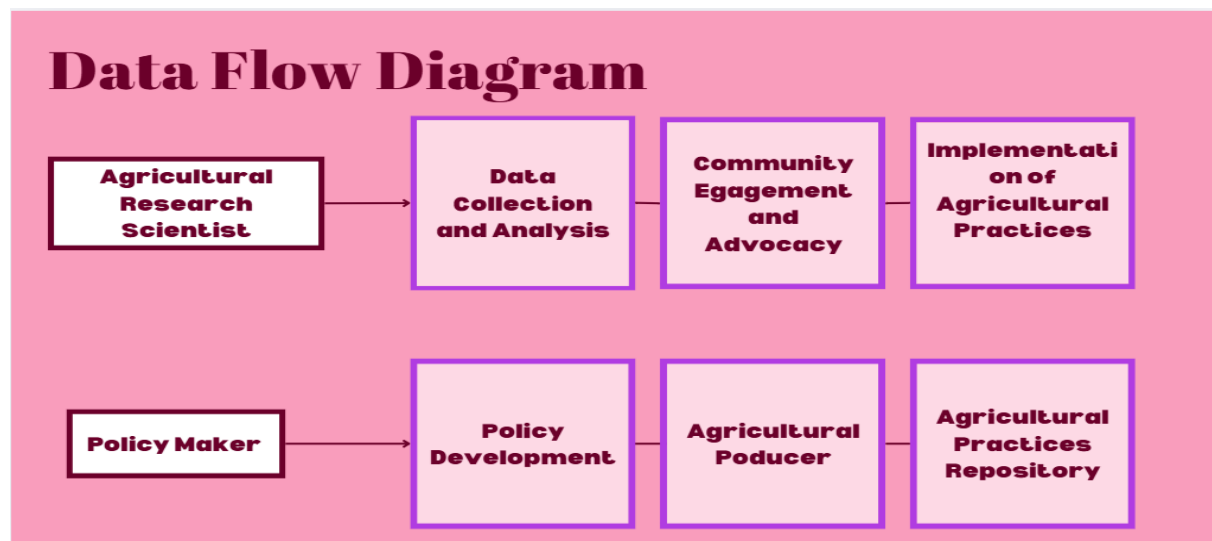 Data Flow Diagram
Agricultural
Research
Scientist
Data
Collection
and Analysis
Community
Egagement
and
Advocacy
Implementati
on of
Agricultural
Practices
Policy Maker
Policy
Development
Agricultural
Poducer
Agricultural
Practices
Repository